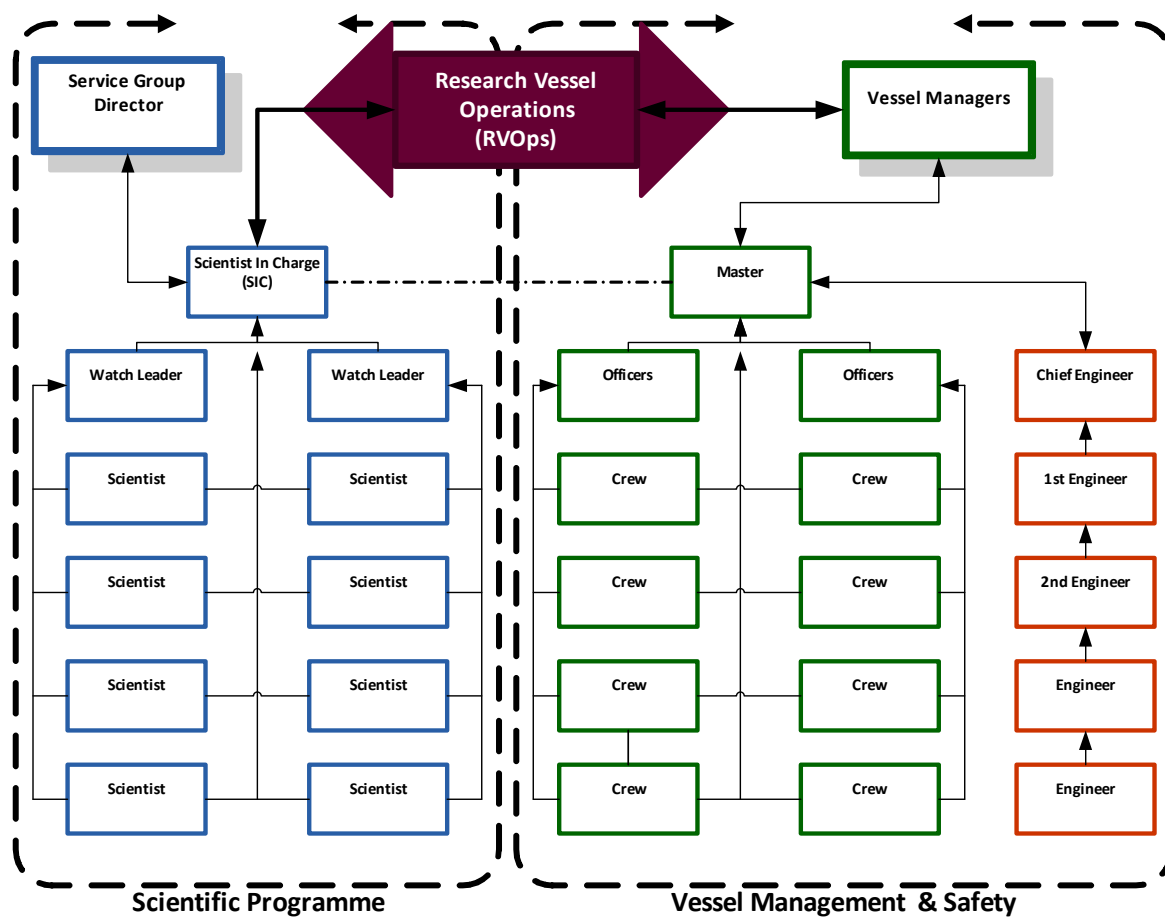 Service Group
Director
Research Vessel
Operations
(RVOps)
Vessel Managers
Scientist In Charge
(SIC)
Master
Watch Leader
Watch Leader
Officers
Officers
Chief Engineer
Scientist
Scientist
Crew
Crew
1st Engineer
Scientist
Scientist
Crew
Crew
2nd Engineer
Scientist
Scientist
Crew
Crew
Engineer
Scientist
Scientist
Crew
Crew
Engineer
Scientific Programme
Vessel Management & Safety